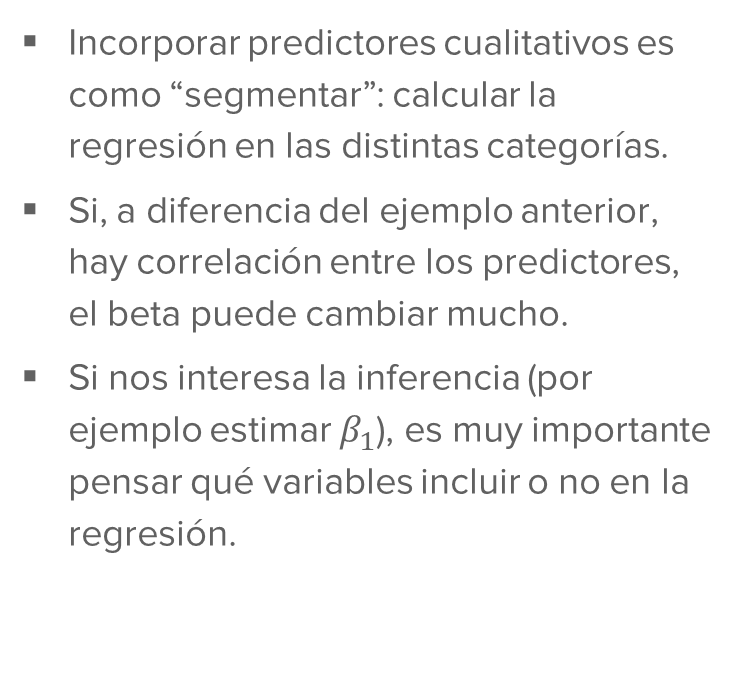 ▪ Incorporar predictores cualitativos es
como “segmentar”: calcular la
regresión en las distintas categorías.
▪ Si, a diferencia del ejemplo anterior,
hay correlación entre los predictores,
el beta puede cambiar mucho.
▪ Si nos interesa la inferencia (por
ejemplo estimar β₁), es muy importante
pensar qué variables incluir o no en la
regresión.